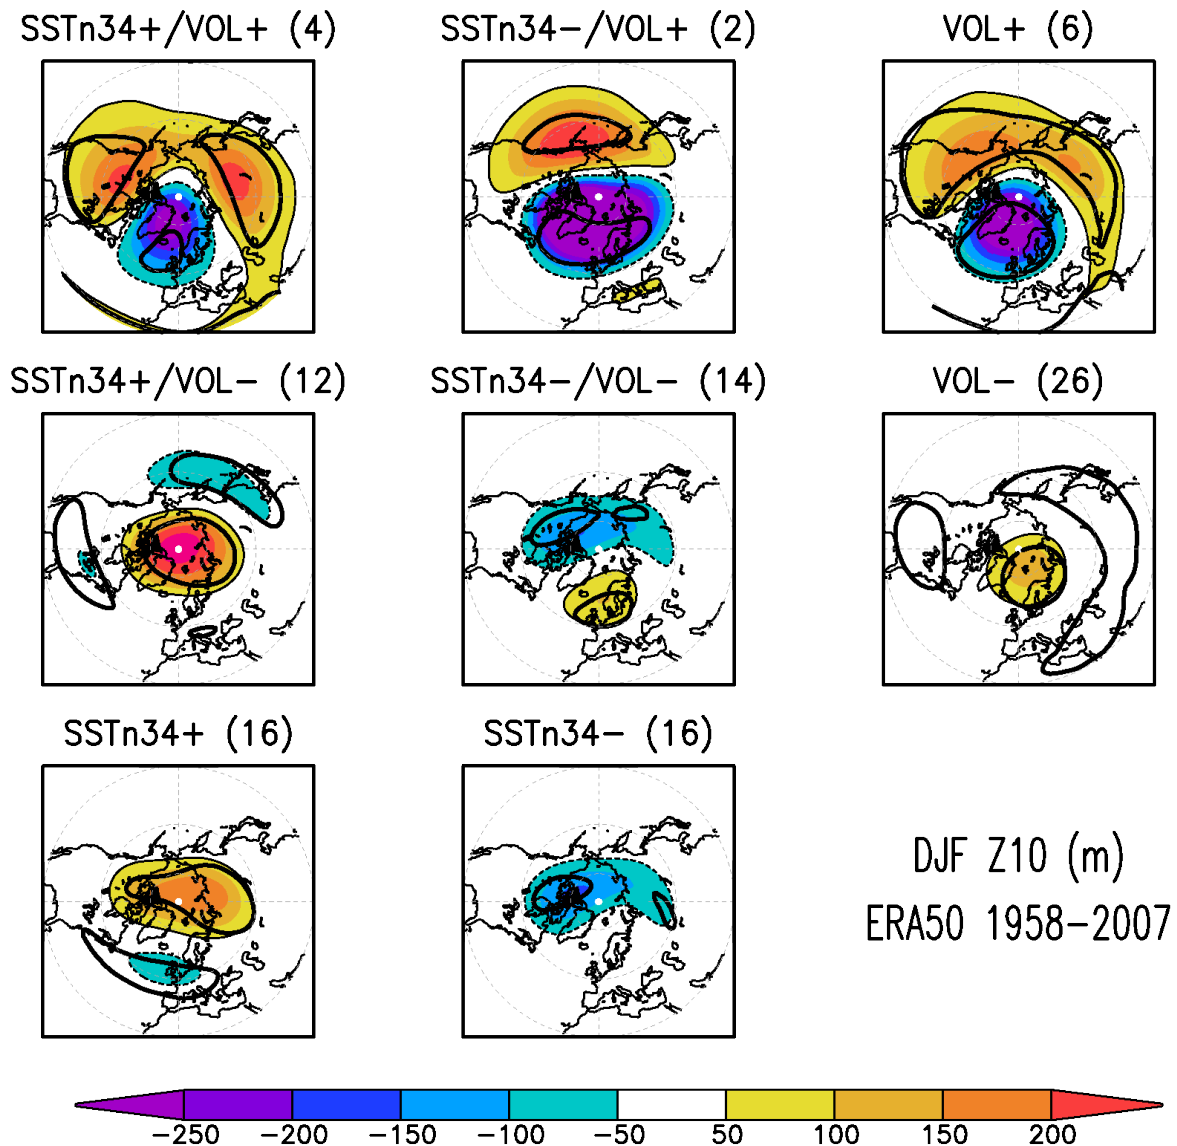 SSTn34+/VOL+ (4)
SSTn34−/VOL+ (2)
VOL+ (6)
SSTn34+/VOL− (12)
SSTn34−/VOL− (14)
VOL− (26)
SSTn34+ (16)
SSTn34− (16)
DJF Z10 (m)
ERA50 1958−2007
−250 −200 −150 −100 −50 50 100 150 200